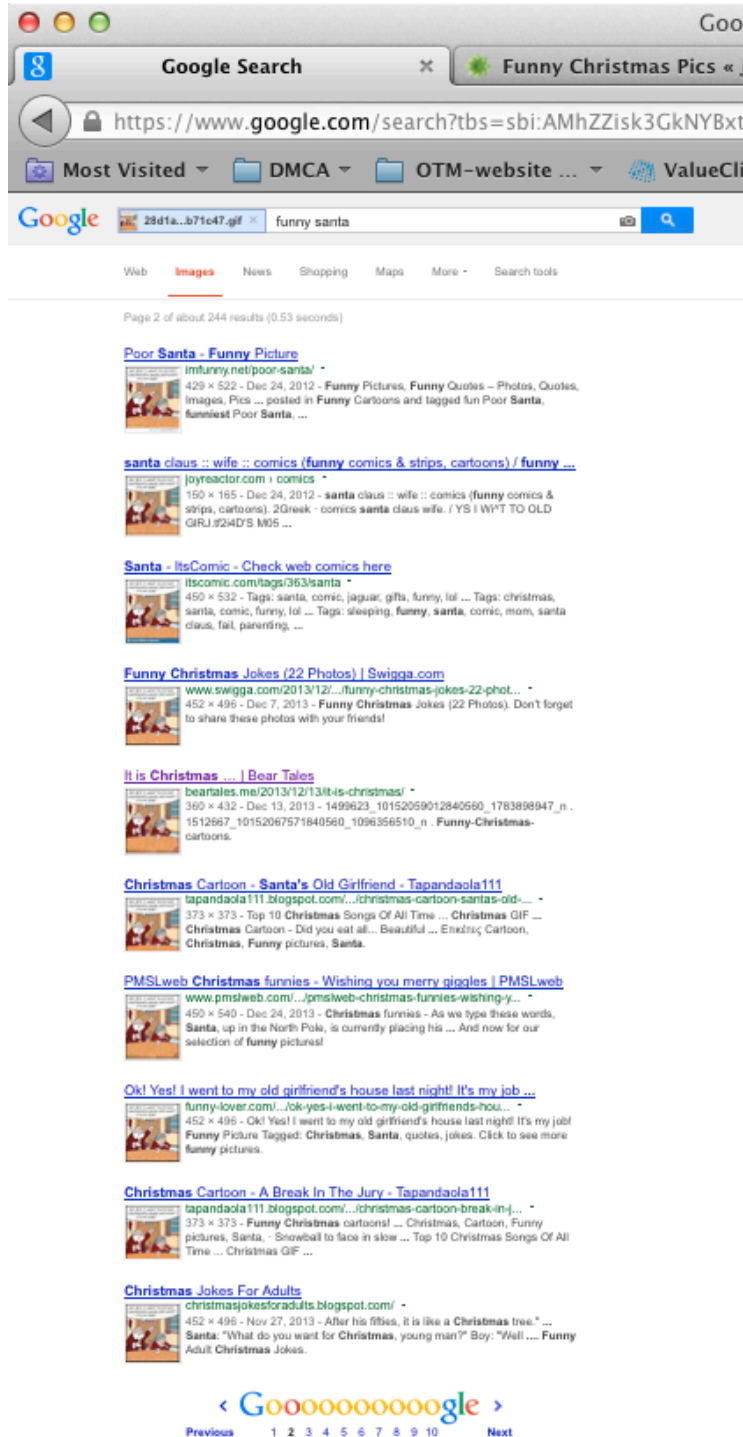 Goo
Google Search × Funny Christmas Pics «
https://www.google.com/search?tbs=sbi:AMhZZisk3GkNYBxt
Most Visited DMCA OTM-website ... ValueCli
Google 28d1a...b71c47.gif × funny santa
Web Images News Shopping Maps More Search tools
Page 2 of about 244 results (0.53 seconds)
Poor Santa - Funny Picture
imfunny.net/poor-santa/
429 × 522 - Dec 24, 2012 - Funny Pictures, Funny Quotes – Photos, Quotes,
Images, Pics ... posted in Funny Cartoons and tagged fun Poor Santa,
funniest Poor Santa, ...
santa claus :: wife :: comics (funny comics & strips, cartoons) / funny ...
joyreactor.com › comics
150 × 165 - Dec 24, 2012 - santa claus :: wife :: comics (funny comics &
strips, cartoons). 2Greek · comics santa claus wife. / YS I Wi^T TO OLD
GIRJ.tf2i4D'S M05 ...
Santa - ItsComic - Check web comics here
itscomic.com/tags/363/santa
450 × 532 - Tags: santa, comic, jaguar, gifts, funny, lol ... Tags: christmas,
santa, comic, funny, lol ... Tags: sleeping, funny, santa, comic, mom, santa
claus, fail, parenting, ...
Funny Christmas Jokes (22 Photos) | Swigga.com
www.swigga.com/2013/12/.../funny-christmas-jokes-22-phot...
452 × 496 - Dec 7, 2013 - Funny Christmas Jokes (22 Photos). Don't forget
to share these photos with your friends!
It is Christmas ... | Bear Tales
beartales.me/2013/12/13/it-is-christmas/
360 × 432 - Dec 13, 2013 - 1499623_10152059012840560_1783898947_n .
1512667_10152067571840560_1096356510_n . Funny-Christmas-
cartoons.
Christmas Cartoon - Santa's Old Girlfriend - Tapandaola111
tapandaola111.blogspot.com/.../christmas-cartoon-santas-old-...
373 × 373 - Top 10 Christmas Songs Of All Time ... Christmas GIF ...
Christmas Cartoon - Did you eat all... Beautiful ... Ετικέτες Cartoon,
Christmas, Funny pictures, Santa.
PMSLweb Christmas funnies - Wishing you merry giggles | PMSLweb
www.pmslweb.com/.../pmslweb-christmas-funnies-wishing-y...
450 × 540 - Dec 24, 2013 - Christmas funnies - As we type these words,
Santa, up in the North Pole, is currently placing his ... And now for our
selection of funny pictures!
Ok! Yes! I went to my old girlfriend's house last night! It's my job ...
funny-lover.com/.../ok-yes-i-went-to-my-old-girlfriends-hou...
452 × 496 - Ok! Yes! I went to my old girlfriend's house last night! It's my job!
Funny Picture Tagged: Christmas, Santa, quotes, jokes. Click to see more
funny pictures.
Christmas Cartoon - A Break In The Jury - Tapandaola111
tapandaola111.blogspot.com/.../christmas-cartoon-break-in-j...
373 × 373 - Funny Christmas cartoons! ... Christmas, Cartoon, Funny
pictures, Santa, · Snowball to face in slow ... Top 10 Christmas Songs Of All
Time ... Christmas GIF ...
Christmas Jokes For Adults
christmasjokesforadults.blogspot.com/
452 × 496 - Nov 27, 2013 - After his fifties, it is like a Christmas tree." ...
Santa: "What do you want for Christmas, young man?" Boy: "Well .... Funny
Adult Christmas Jokes.
‹ Goooooooooogle ›
Previous 1 2 3 4 5 6 7 8 9 10 Next